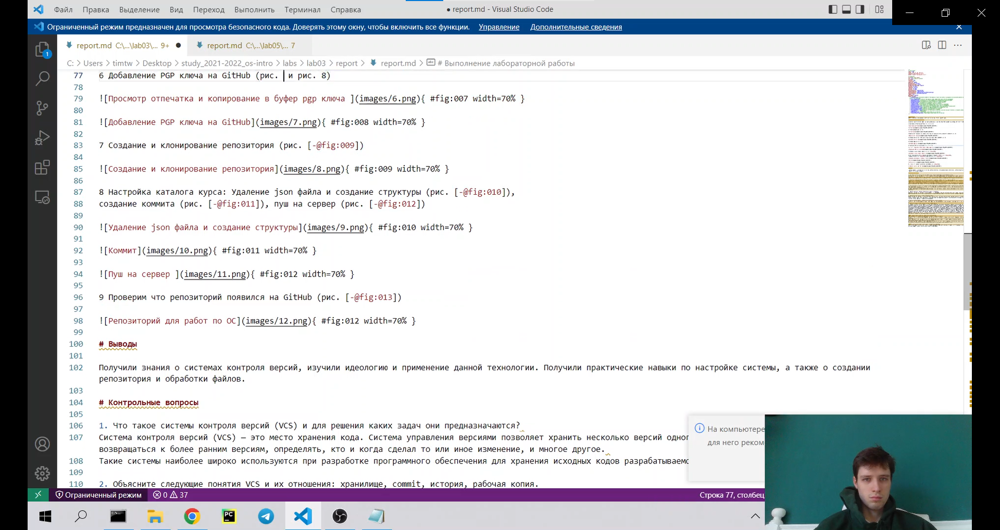 Файл Правка Выделение Вид Переход Выполнить Терминал Справка
● report.md - Visual Studio Code
Ограниченный режим предназначен для просмотра безопасного кода. Доверять этому окну, чтобы включить все функции. Управление Дополнительные сведения
report.md C:\...\lab03\... 9+ ●
report.md C:\...\lab05\... 7
C: > Users > timtw > Desktop > study_2021-2022_os-intro > labs > lab03 > report > report.md > # Выполнение лабораторной работы
77 6 Добавление PGP ключа на GitHub (рис. и рис. 8)
78
79 ![Просмотр отпечатка и копирование в буфер pgp ключа ](images/6.png){ #fig:007 width=70% }
80
81 ![Добавление PGP ключа на GitHub](images/7.png){ #fig:008 width=70% }
82
83 7 Создание и клонирование репозитория (рис. [-@fig:009])
84
85 ![Создание и клонирование репозитория](images/8.png){ #fig:009 width=70% }
86
87 8 Настройка каталога курса: Удаление json файла и создание структуры (рис. [-@fig:010]),
88 создание коммита (рис. [-@fig:011]), пуш на сервер (рис. [-@fig:012])
89
90 ![Удаление json файла и создание структуры](images/9.png){ #fig:010 width=70% }
91
92 ![Коммит](images/10.png){ #fig:011 width=70% }
93
94 ![Пуш на сервер ](images/11.png){ #fig:012 width=70% }
95
96 9 Проверим что репозиторий появился на GitHub (рис. [-@fig:013])
97
98 ![Репозиторий для работ по ОС](images/12.png){ #fig:012 width=70% }
99
100 # Выводы
101
102 Получили знания о системах контроля версий, изучили идеологию и применение данной технологии. Получили практические навыки по настройке системы, а также о создании
репозитория и обработки файлов.
103
104 # Контрольные вопросы
105
106 1. Что такое системы контроля версий (VCS) и для решения каких задач они предназначаются?
107 Система контроля версий (VCS) — это место хранения кода. Система управления версиями позволяет хранить несколько версий одног
возвращаться к более ранним версиям, определять, кто и когда сделал то или иное изменение, и многое другое.
108 Такие системы наиболее широко используются при разработке программного обеспечения для хранения исходных кодов разрабатываемо
109
110 2. Объясните следующие понятия VCS и их отношения: хранилище, commit, история, рабочая копия.
На компьютере
для него реком
1
Ограниченный режим 0 37
Строка 77, столбец
PC